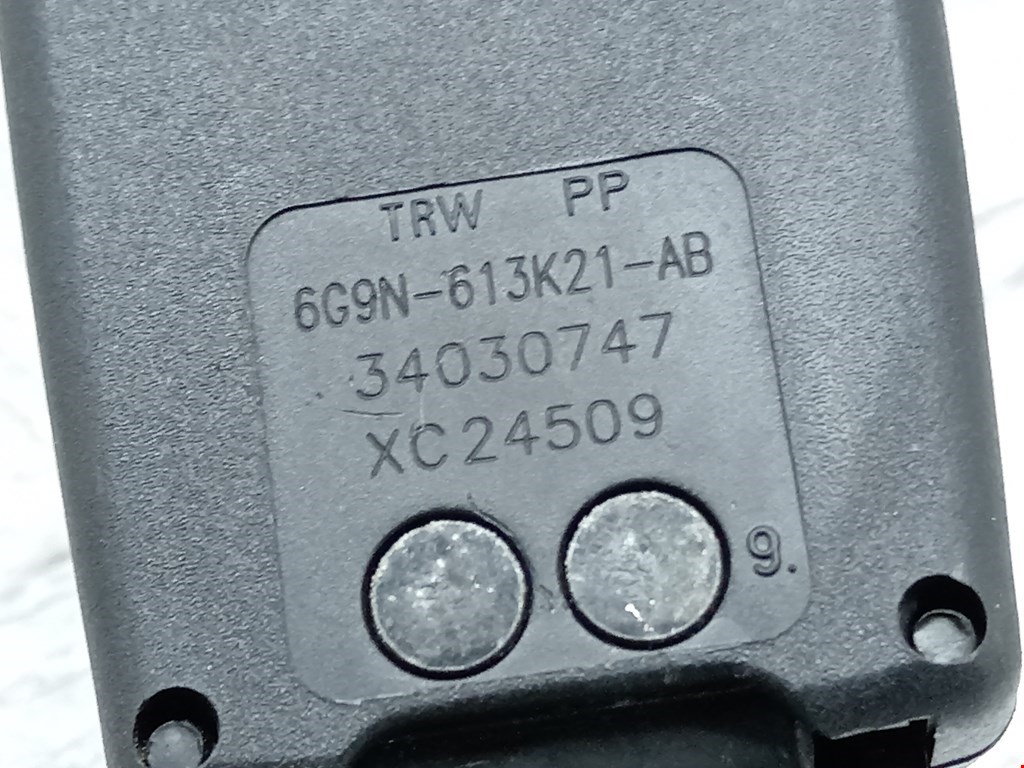 TRW PP
6G9N-613K21-AB
34030747
XC24509
9.